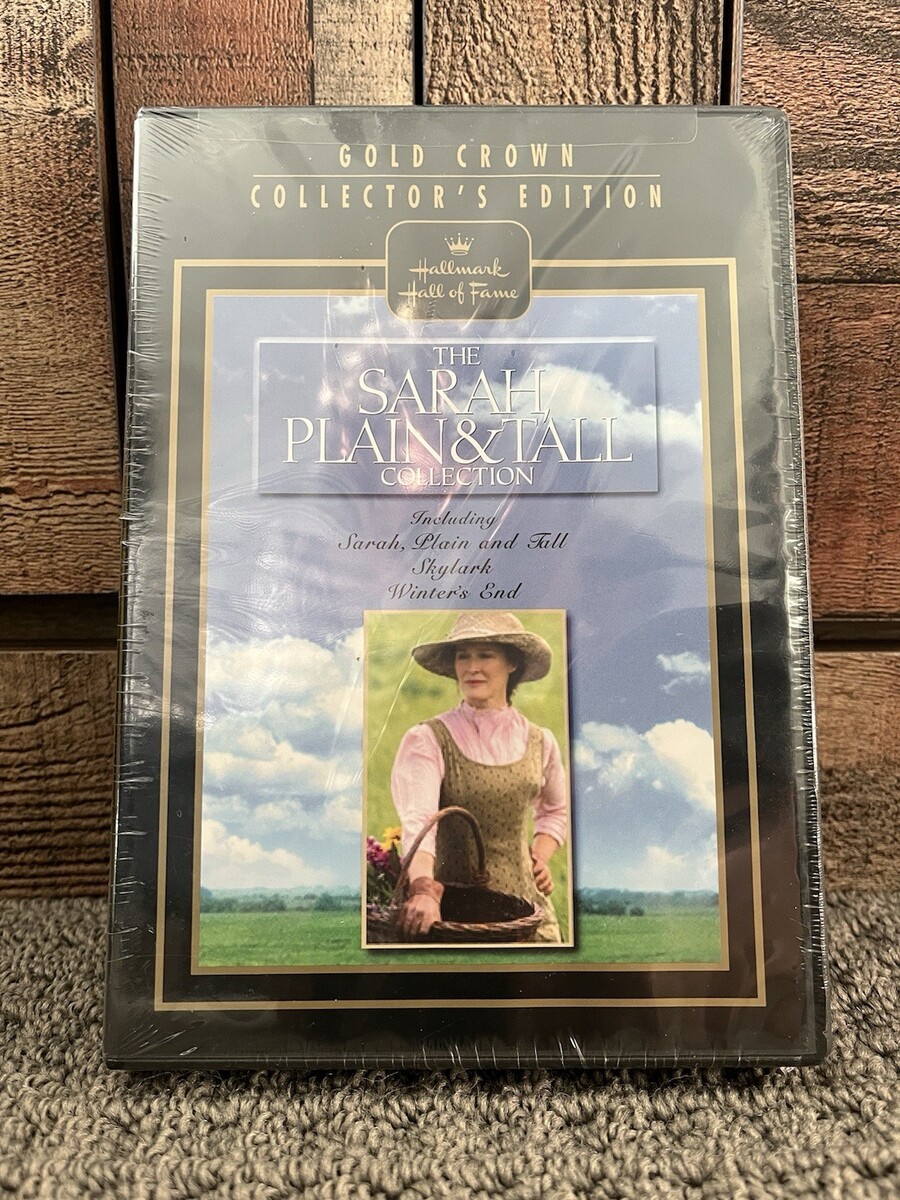 GOLD CROWN
COLLECTOR'S EDITION
Hallmark
Hall of Fame
THE
SARAH,
PLAIN&TALL
COLLECTION
Including
Sarah, Plain and Tall
Skylark
Winter's End